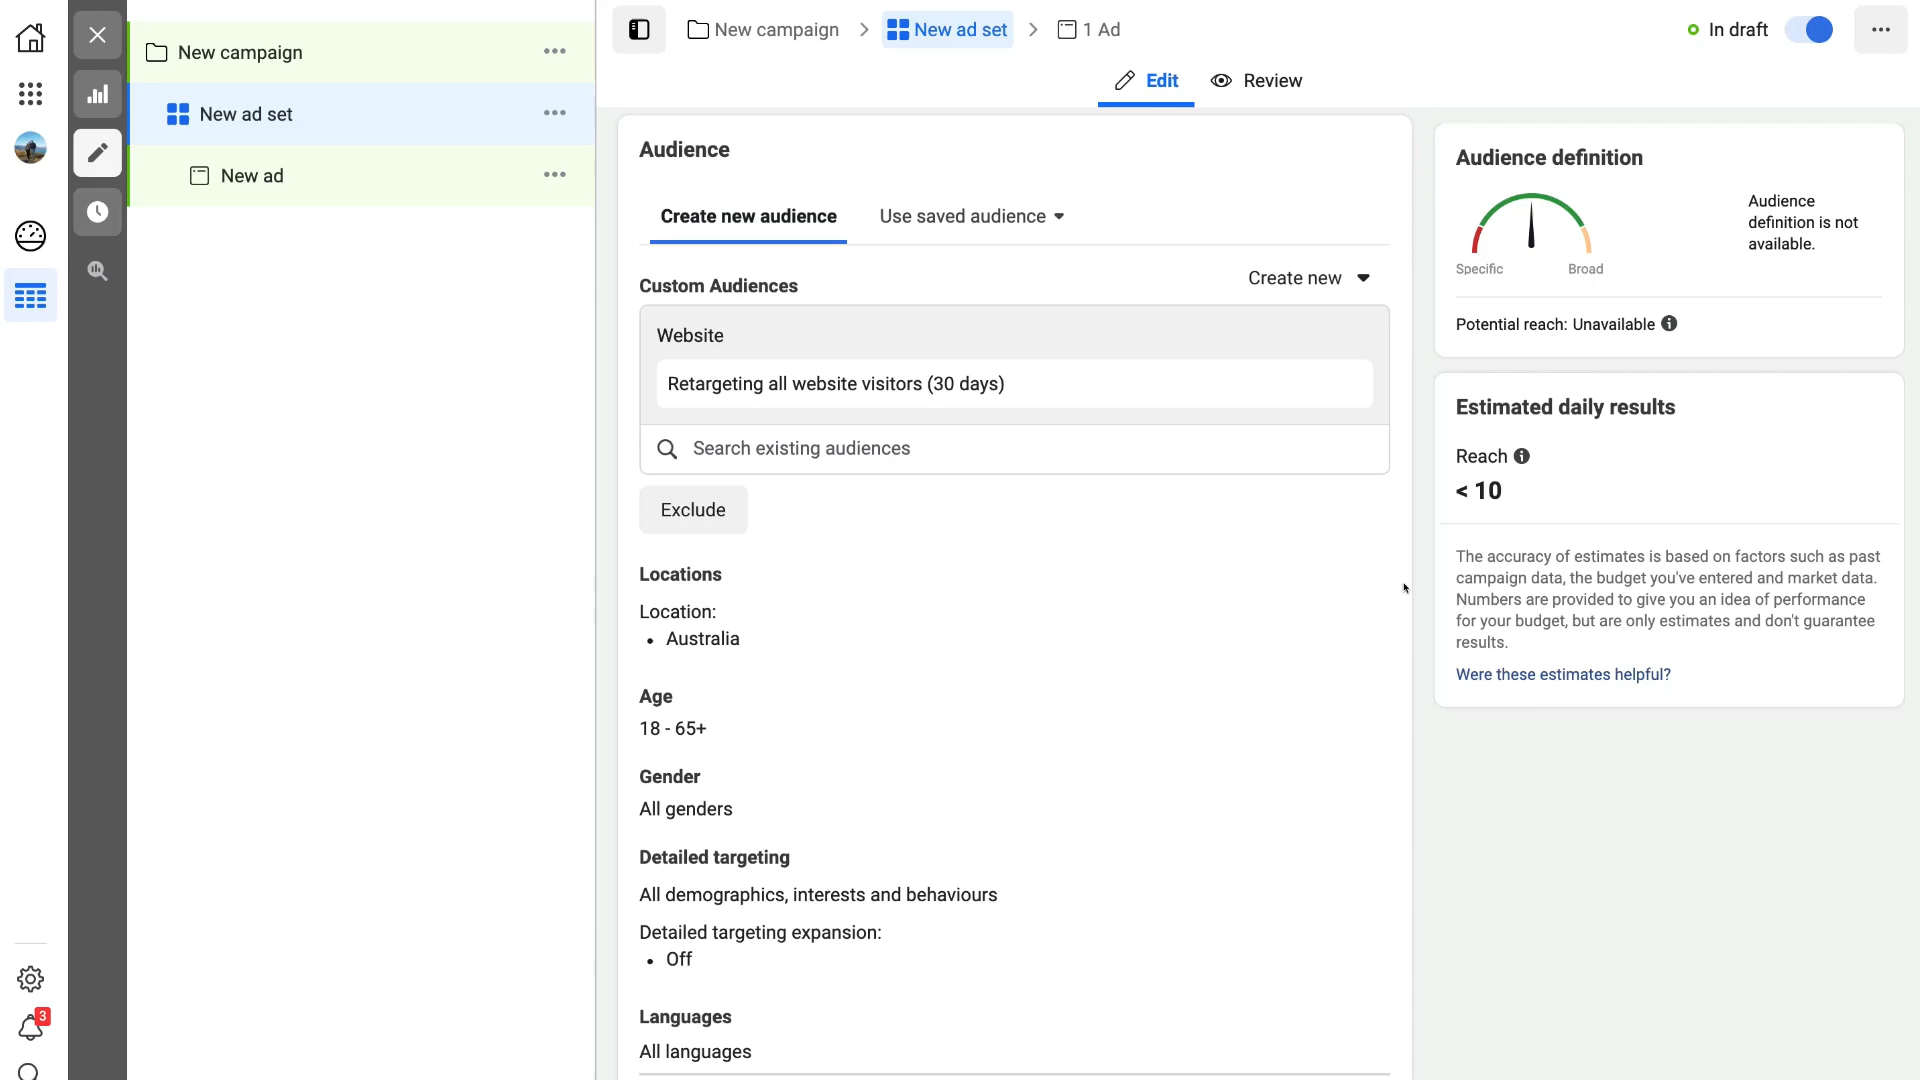 New campaign
New ad set
New ad
3
New campaign
New ad set
1 Ad
In draft
Edit
Review
Audience
Create new audience
Use saved audience
Custom Audiences
Create new
Website
Retargeting all website visitors (30 days)
Search existing audiences
Exclude
Locations
Location:
• Australia
Age
18 - 65+
Gender
All genders
Detailed targeting
All demographics, interests and behaviours
Detailed targeting expansion:
• Off
Languages
All languages
Audience definition
Audience
definition is not
available.
Specific
Broad
Potential reach: Unavailable
Estimated daily results
Reach
< 10
The accuracy of estimates is based on factors such as past
campaign data, the budget you've entered and market data.
Numbers are provided to give you an idea of performance
for your budget, but are only estimates and don't guarantee
results.
Were these estimates helpful?